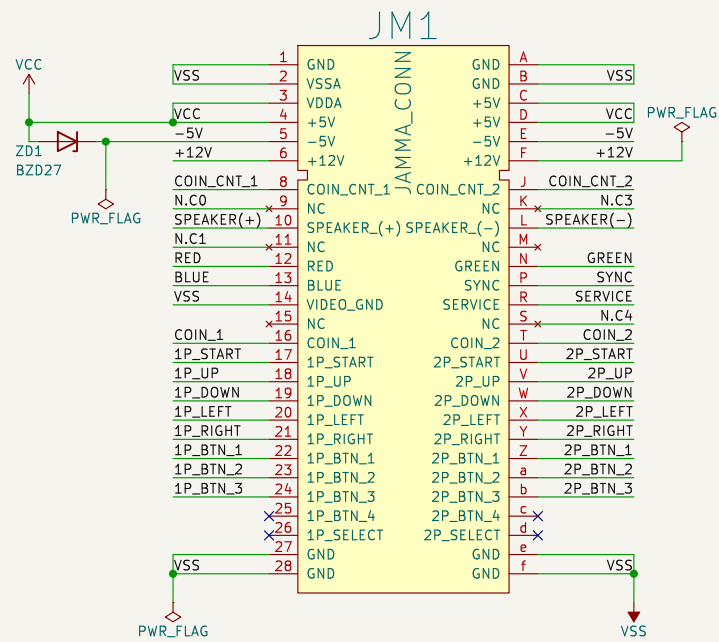 JM1
JAMMA_CONN
VCC
ZD1
BZD27
PWR_FLAG
PWR_FLAG
1 GND A GND
VSS 2 VSSA B GND VSS
3 VDDA C +5V
VCC 4 +5V D +5V VCC
-5V 5 -5V E -5V -5V
+12V 6 +12V F +12V +12V
COIN_CNT_1 8 COIN_CNT_1 COIN_CNT_2 J COIN_CNT_2
N.C0 9 NC NC K N.C3
SPEAKER(+) 10 SPEAKER_(+) SPEAKER_(-) L SPEAKER(-)
N.C1 11 NC NC M
RED 12 RED GREEN N GREEN
BLUE 13 BLUE SYNC P SYNC
VSS 14 VIDEO_GND SERVICE R SERVICE
15 NC NC S N.C4
COIN_1 16 COIN_1 COIN_2 T COIN_2
1P_START 17 1P_START 2P_START U 2P_START
1P_UP 18 1P_UP 2P_UP V 2P_UP
1P_DOWN 19 1P_DOWN 2P_DOWN W 2P_DOWN
1P_LEFT 20 1P_LEFT 2P_LEFT X 2P_LEFT
1P_RIGHT 21 1P_RIGHT 2P_RIGHT Y 2P_RIGHT
1P_BTN_1 22 1P_BTN_1 2P_BTN_1 Z 2P_BTN_1
1P_BTN_2 23 1P_BTN_2 2P_BTN_2 a 2P_BTN_2
1P_BTN_3 24 1P_BTN_3 2P_BTN_3 b 2P_BTN_3
25 1P_BTN_4 2P_BTN_4 c
26 1P_SELECT 2P_SELECT d
27 GND GND e
VSS 28 GND GND f VSS
PWR_FLAG
VSS